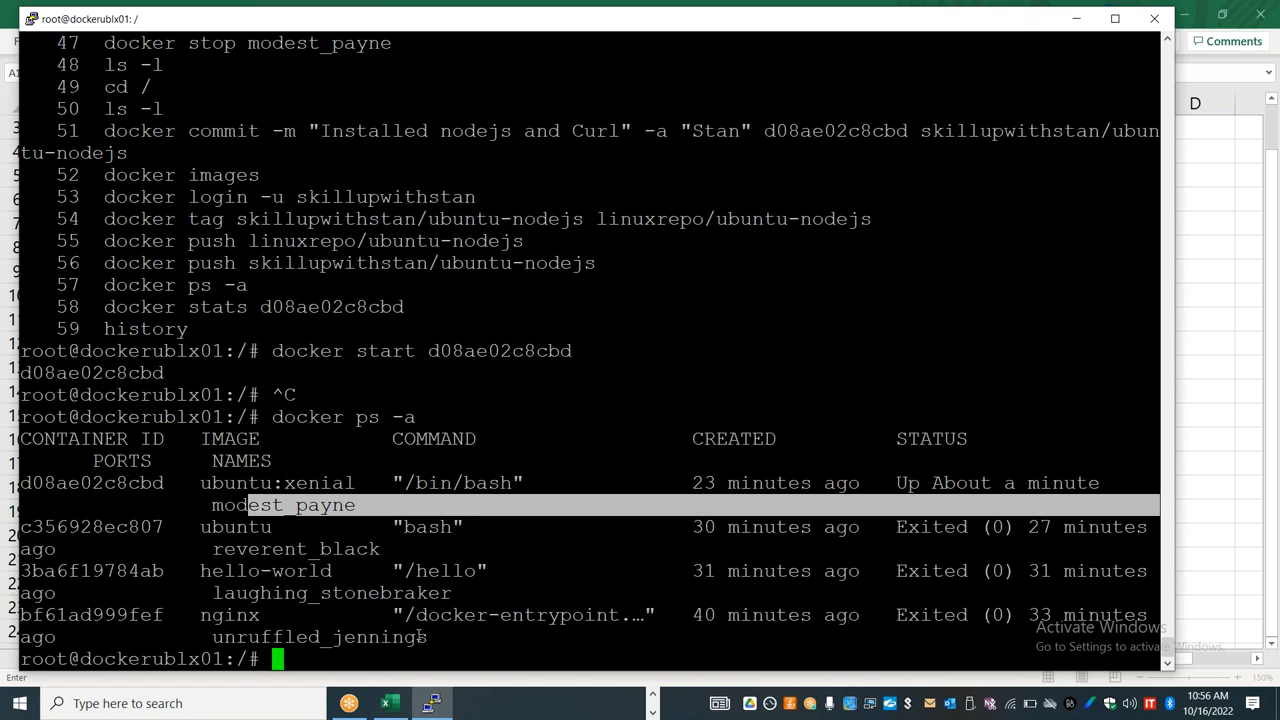 root@dockerublx01: /
Comments
D
47 docker stop modest_payne
48 ls -l
49 cd /
50 ls -l
51 docker commit -m "Installed nodejs and Curl" -a "Stan" d08ae02c8cbd skillupwithstan/ubun
tu-nodejs
52 docker images
53 docker login -u skillupwithstan
54 docker tag skillupwithstan/ubuntu-nodejs linuxrepo/ubuntu-nodejs
55 docker push linuxrepo/ubuntu-nodejs
56 docker push skillupwithstan/ubuntu-nodejs
57 docker ps -a
58 docker stats d08ae02c8cbd
59 history
root@dockerublx01:/# docker start d08ae02c8cbd
d08ae02c8cbd
root@dockerublx01:/# ^C
root@dockerublx01:/# docker ps -a
CONTAINER ID IMAGE COMMAND CREATED STATUS
PORTS NAMES
d08ae02c8cbd ubuntu:xenial "/bin/bash" 23 minutes ago Up About a minute
modest_payne
c356928ec807 ubuntu "bash" 30 minutes ago Exited (0) 27 minutes
ago reverent_black
3ba6f19784ab hello-world "/hello" 31 minutes ago Exited (0) 31 minutes
ago laughing_stonebraker
bf61ad999fef nginx "/docker-entrypoint.…" 40 minutes ago Exited (0) 33 minutes
ago unruffled_jennings
root@dockerublx01:/#
Activate Windows
Go to Settings to activate Windows.
Enter
150%
Type here to search
10:56 AM
10/16/2022